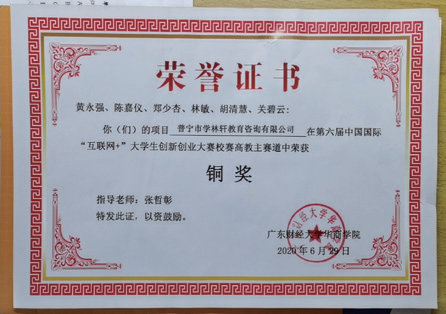 荣誉证书
黄永强、陈嘉仪、郑少杏、林敏、胡清慧、关碧云：
你（们）的项目 普宁市学林轩教育咨询有限公司 在第六届中国国际
“互联网+”大学生创新创业大赛校赛高教主赛道中荣获
铜奖
指导老师：张哲彰
特发此证，以资鼓励。
广东财经大学华商学院
2020年6月29日